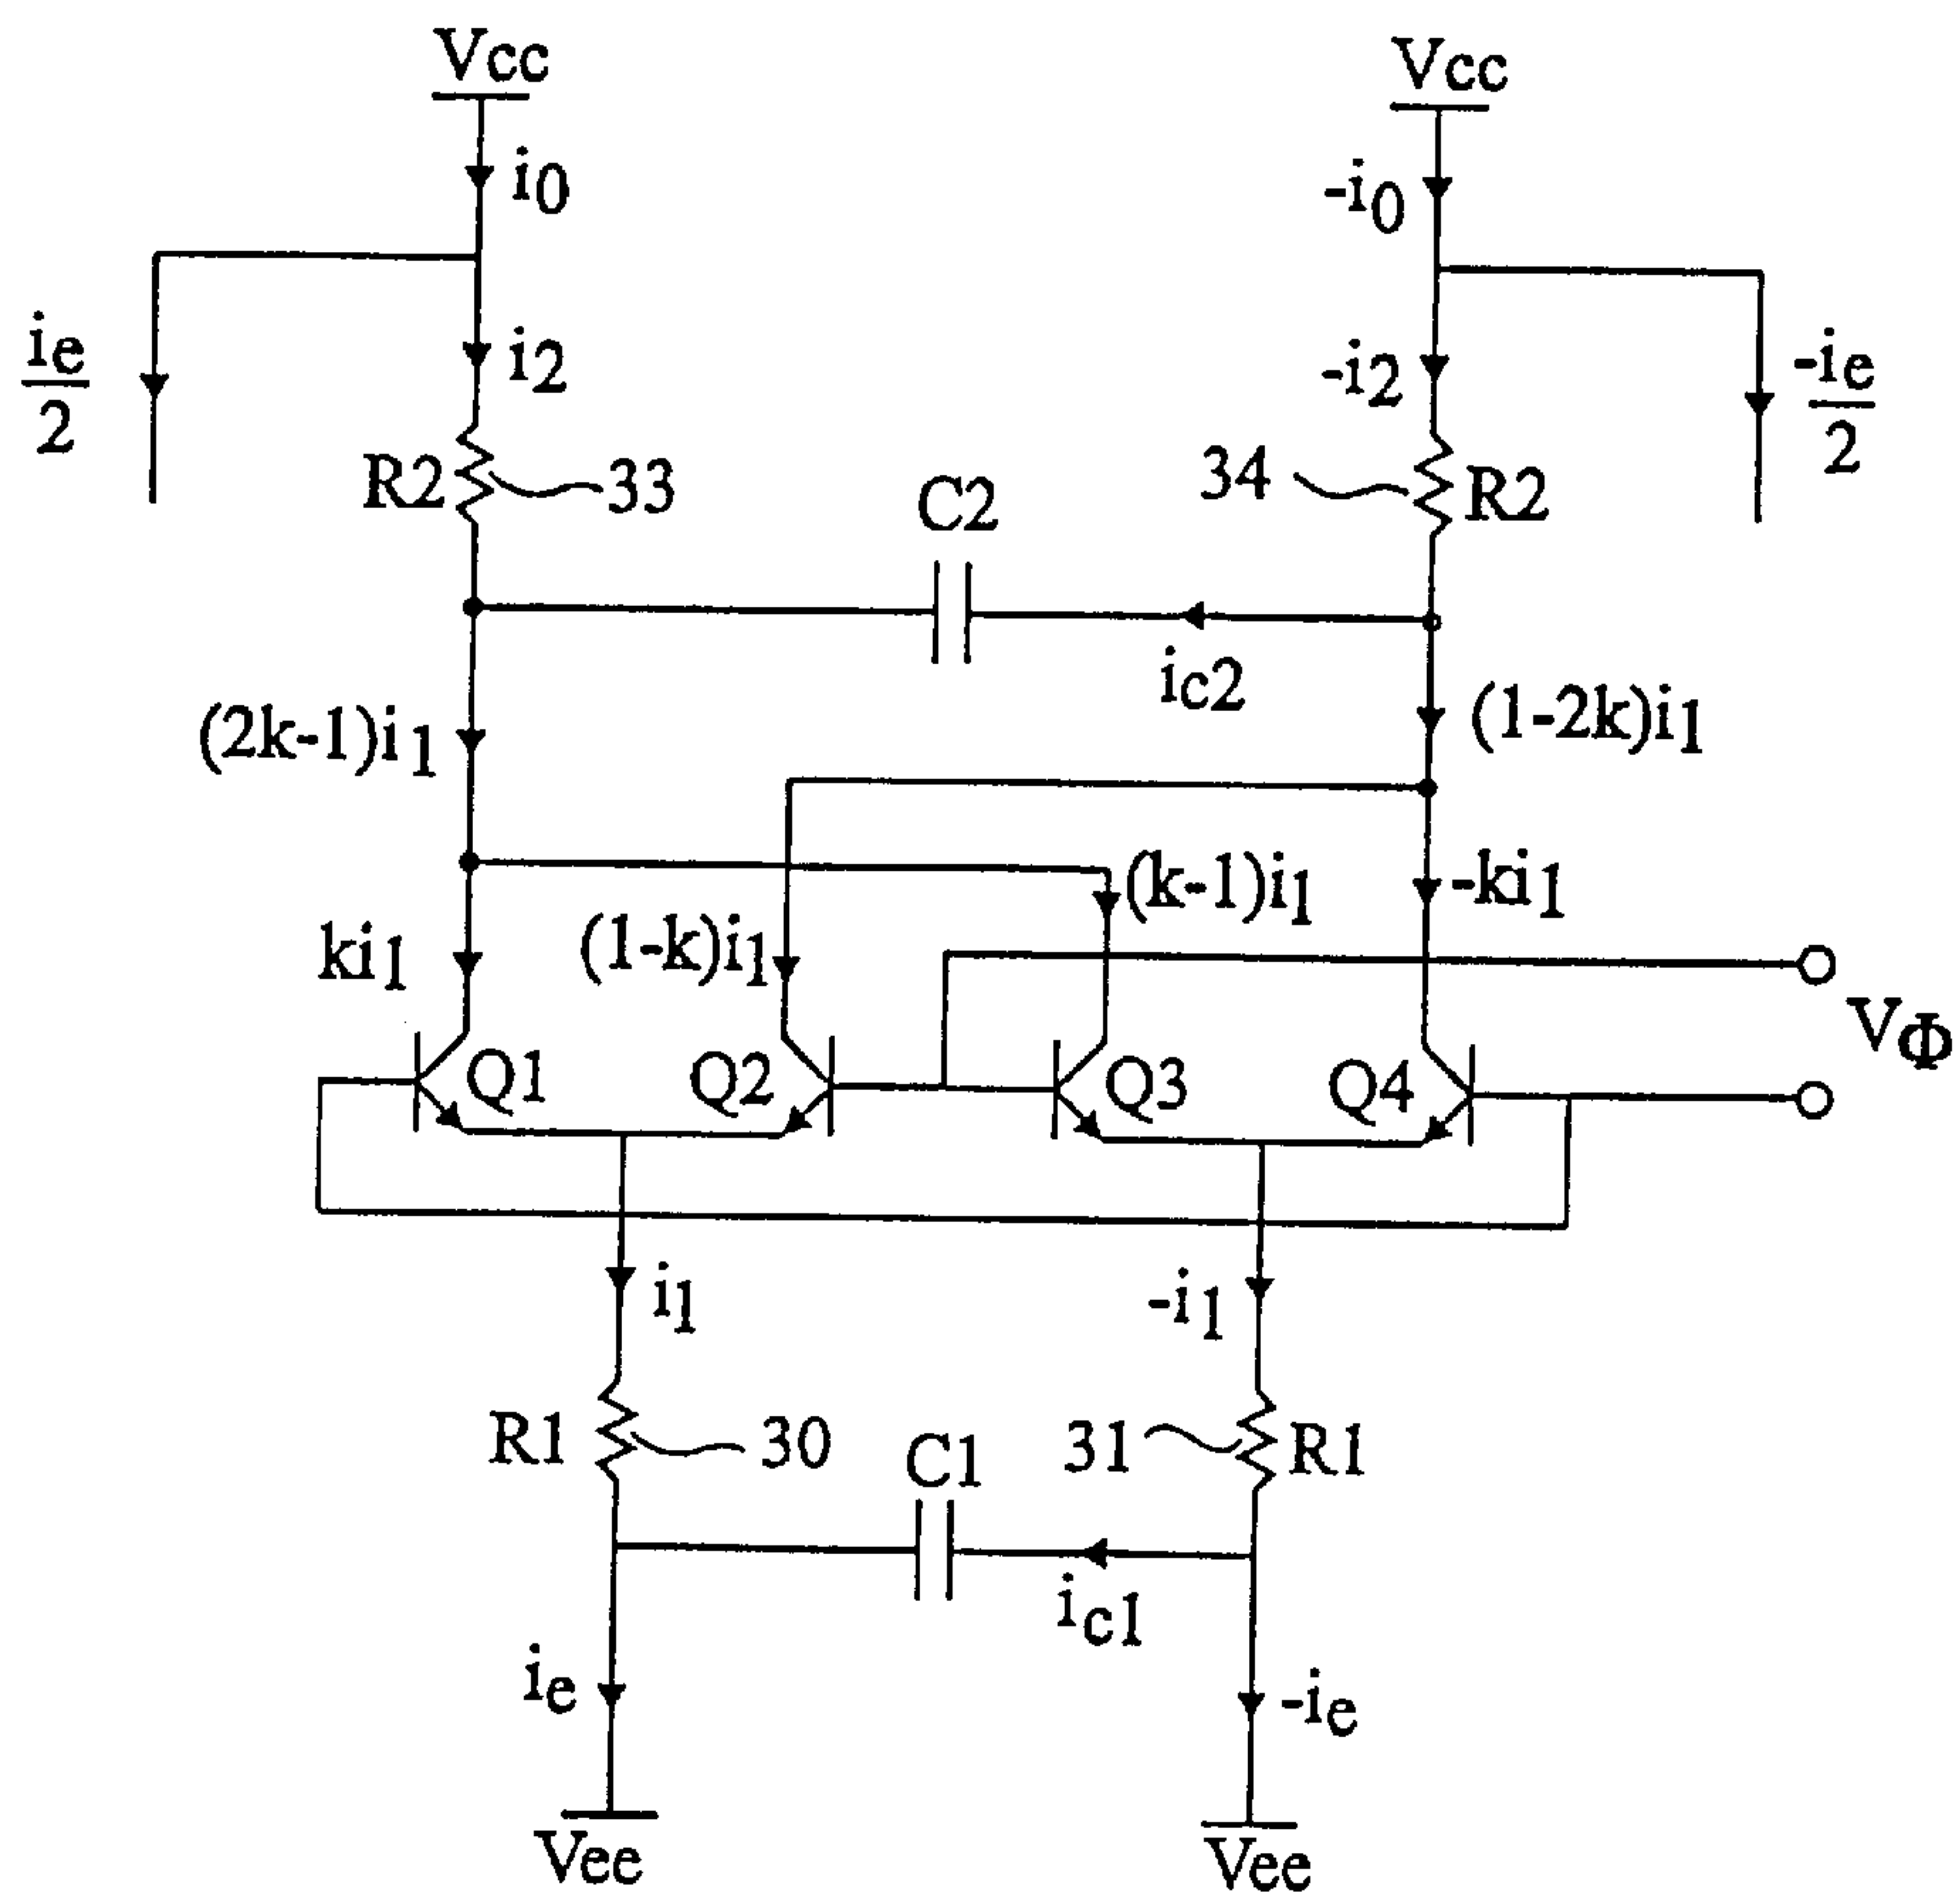 Vcc
Vcc
i0
-i0
ie
2
i2
-i2
-ie
2
R2
33
34
R2
C2
ic2
(2k-1)i1
(1-2k)i1
ki1
(1-k)i1
(k-1)i1
-ki1
VΦ
Q1
Q2
Q3
Q4
i1
-i1
R1
30
31
R1
C1
ic1
ie
-ie
Vee
Vee